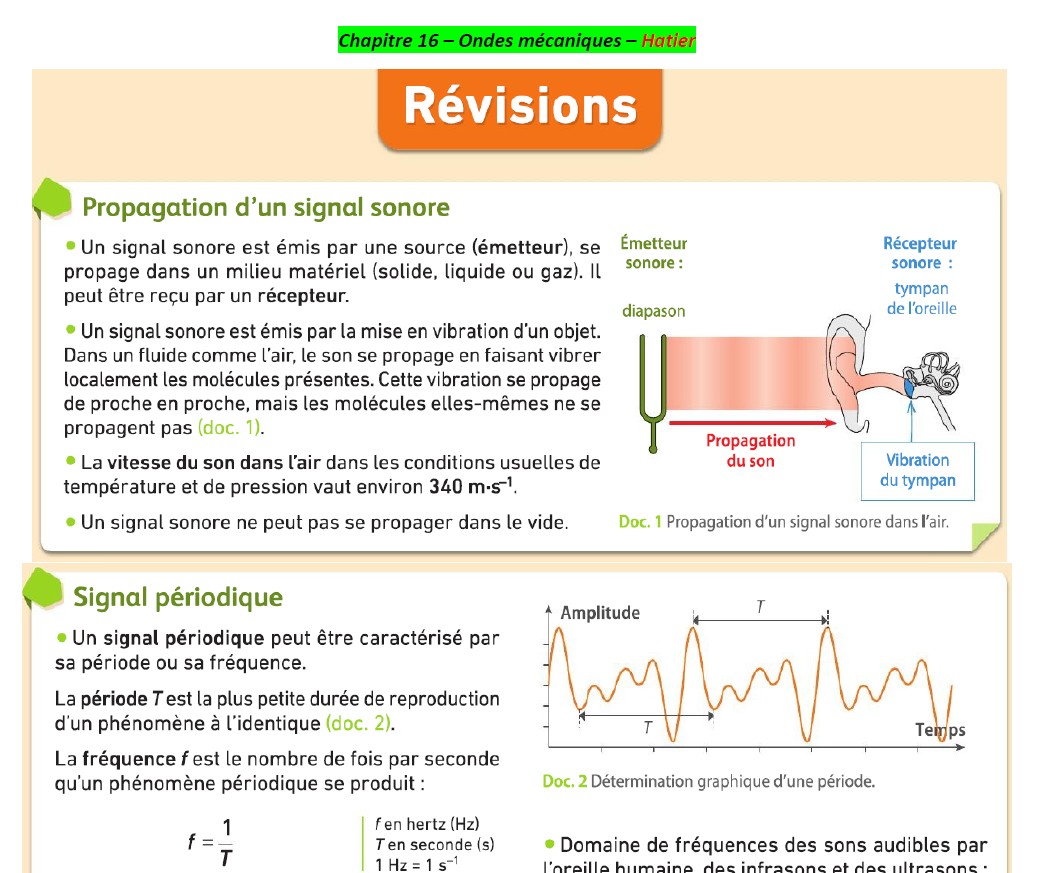 Chapitre 16 – Ondes mécaniques – Hatier
Révisions
Propagation d'un signal sonore
• Un signal sonore est émis par une source (émetteur), se
propage dans un milieu matériel (solide, liquide ou gaz). Il
peut être reçu par un récepteur.
• Un signal sonore est émis par la mise en vibration d'un objet.
Dans un fluide comme l'air, le son se propage en faisant vibrer
localement les molécules présentes. Cette vibration se propage
de proche en proche, mais les molécules elles-mêmes ne se
propagent pas (doc. 1).
• La vitesse du son dans l'air dans les conditions usuelles de
température et de pression vaut environ 340 m·s⁻¹.
• Un signal sonore ne peut pas se propager dans le vide.
Émetteur
sonore :
diapason
Récepteur
sonore :
tympan
de l'oreille
Propagation
du son
Vibration
du tympan
Doc. 1 Propagation d'un signal sonore dans l'air.
Signal périodique
• Un signal périodique peut être caractérisé par
sa période ou sa fréquence.
La période T est la plus petite durée de reproduction
d'un phénomène à l'identique (doc. 2).
La fréquence f est le nombre de fois par seconde
qu'un phénomène périodique se produit :
f = 1/T
f en hertz (Hz)
T en seconde (s)
1 Hz = 1 s⁻¹
Amplitude
T
T
Temps
Doc. 2 Détermination graphique d'une période.
• Domaine de fréquences des sons audibles par
l'oreille humaine, des infrasons et des ultrasons :